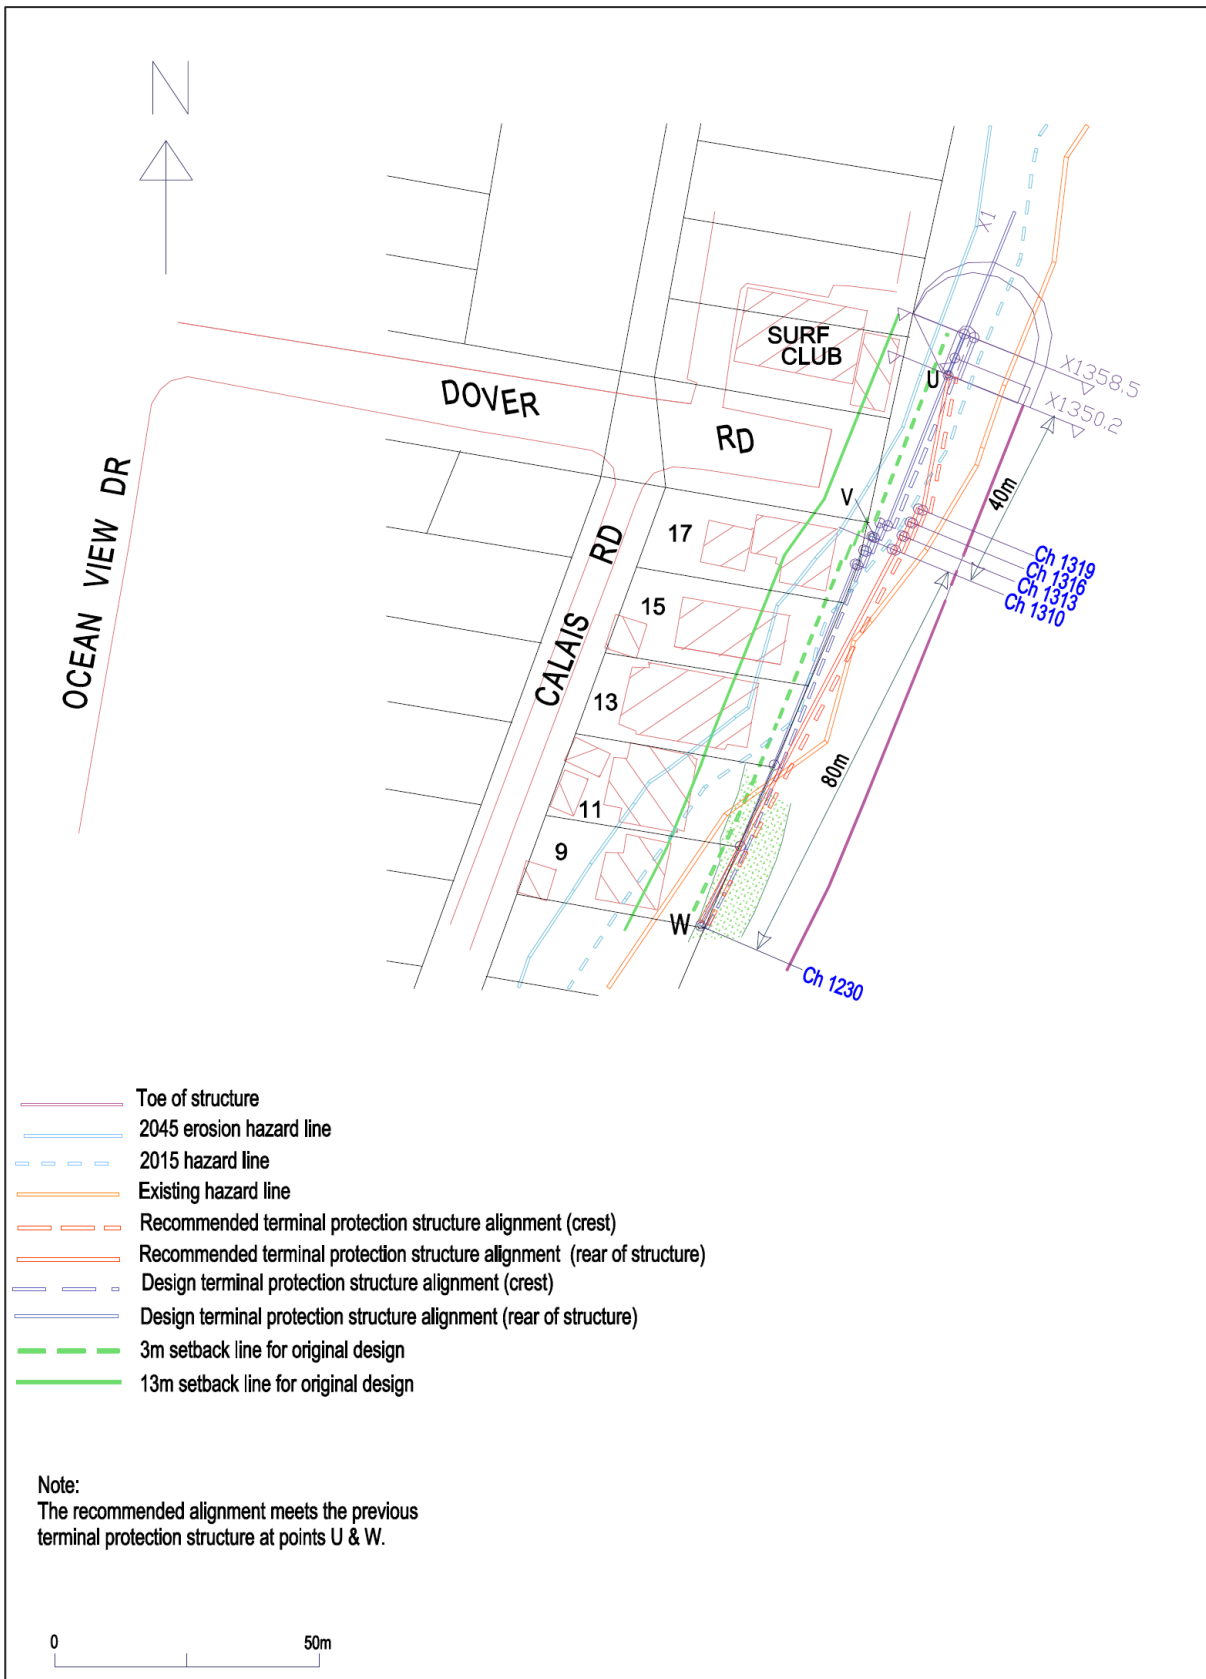 N
X1
SURF
CLUB
U
X1358.5
X1350.2
DOVER
RD
OCEAN VIEW DR
V
40m
17
CALAIS RD
Ch 1319
Ch 1316
Ch 1313
Ch 1310
15
13
80m
11
9
W
Ch 1230
Toe of structure
2045 erosion hazard line
2015 hazard line
Existing hazard line
Recommended terminal protection structure alignment (crest)
Recommended terminal protection structure alignment (rear of structure)
Design terminal protection structure alignment (crest)
Design terminal protection structure alignment (rear of structure)
3m setback line for original design
13m setback line for original design
Note:
The recommended alignment meets the previous
terminal protection structure at points U & W.
0 50m